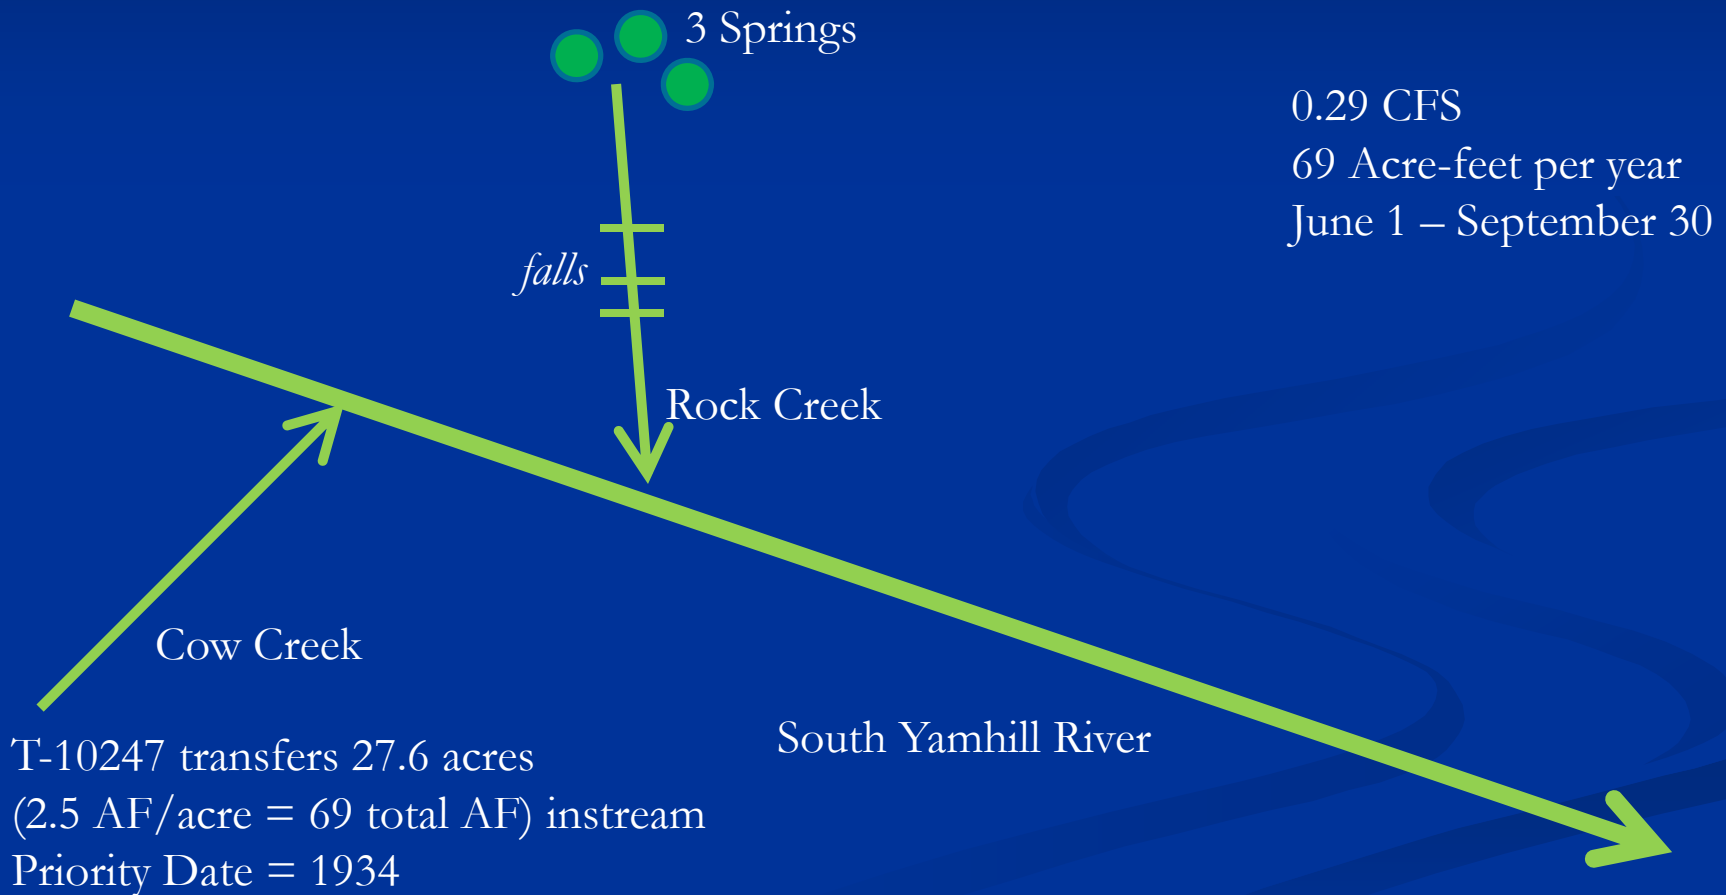 3 Springs
0.29 CFS
69 Acre-feet per year
June 1 – September 30
falls
Rock Creek
Cow Creek
South Yamhill River
T-10247 transfers 27.6 acres
(2.5 AF/acre = 69 total AF) instream
Priority Date = 1934